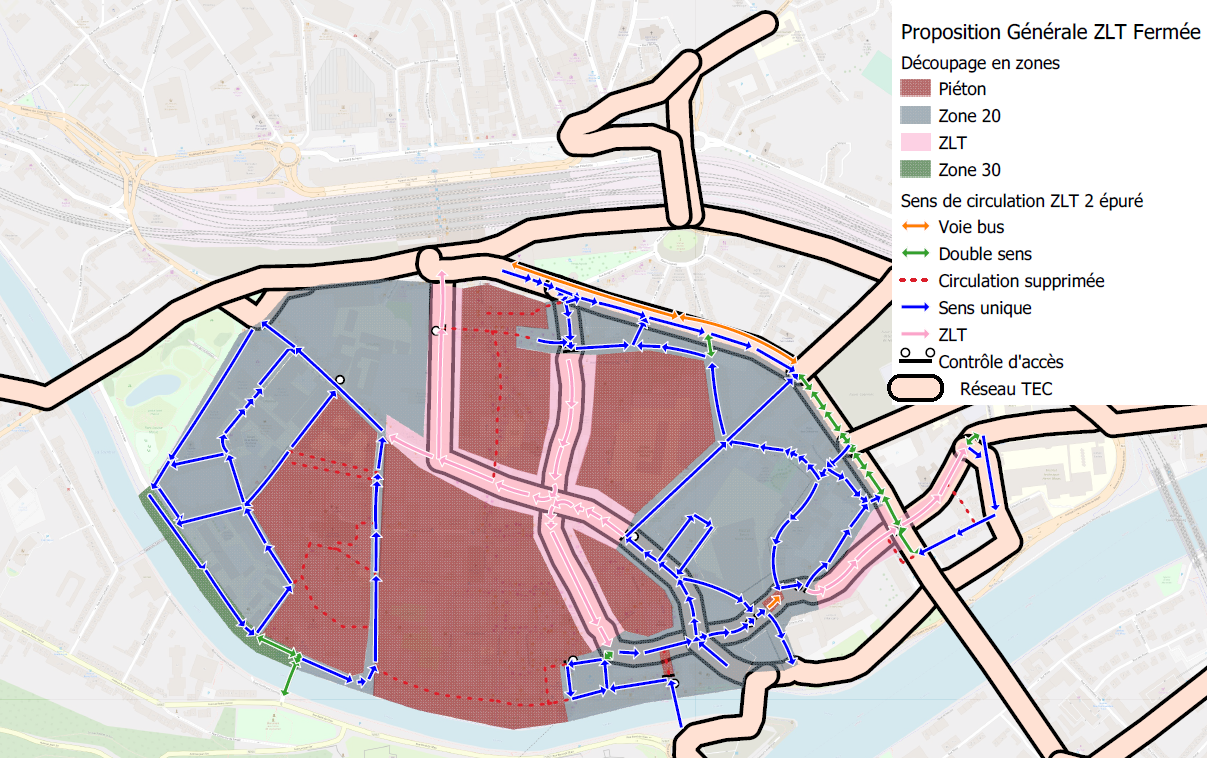 Proposition Générale ZLT Fermée
Découpage en zones
Piéton
Zone 20
ZLT
Zone 30
Sens de circulation ZLT 2 épuré
Voie bus
Double sens
Circulation supprimée
Sens unique
ZLT
Contrôle d'accès
Réseau TEC